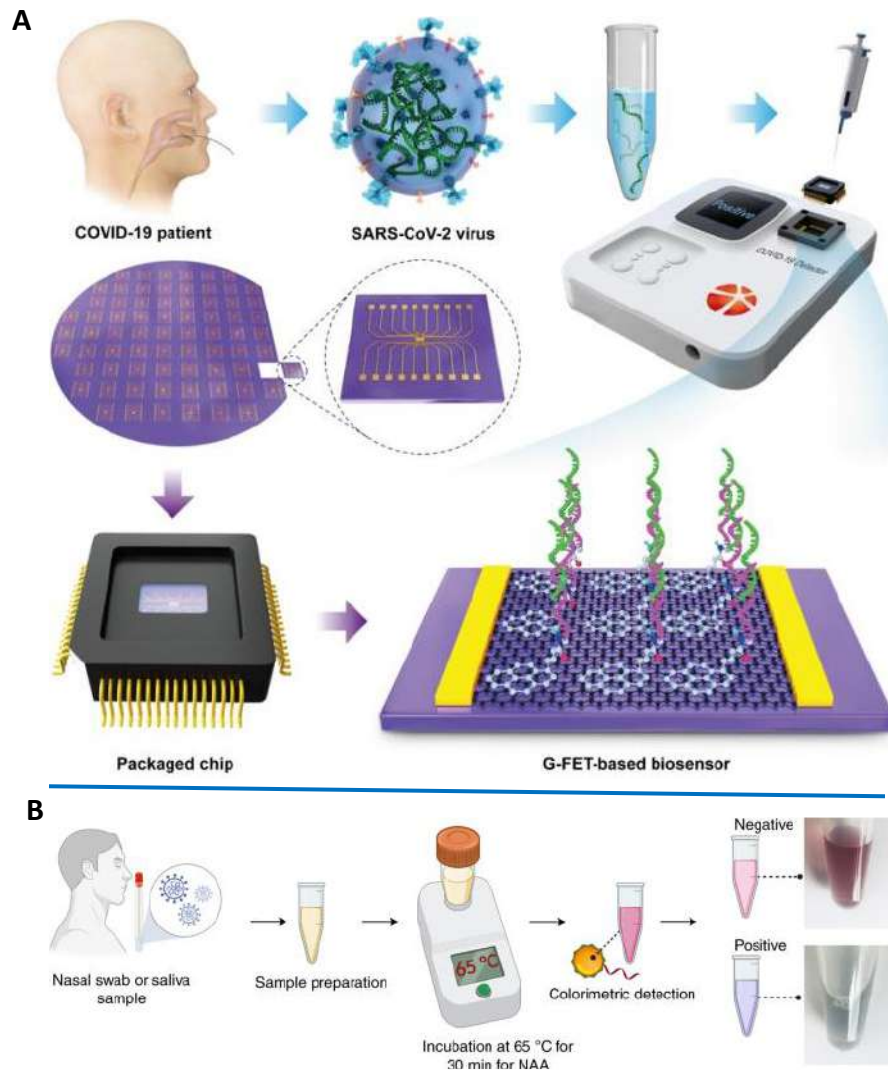 A
COVID-19 patient
SARS-CoV-2 virus
Positive
COVID-19 Detector
Packaged chip
G-FET-based biosensor
B
Nasal swab or saliva
sample
Sample preparation
65 °C
Incubation at 65 °C for
30 min for NAA
Colorimetric detection
Negative
Positive